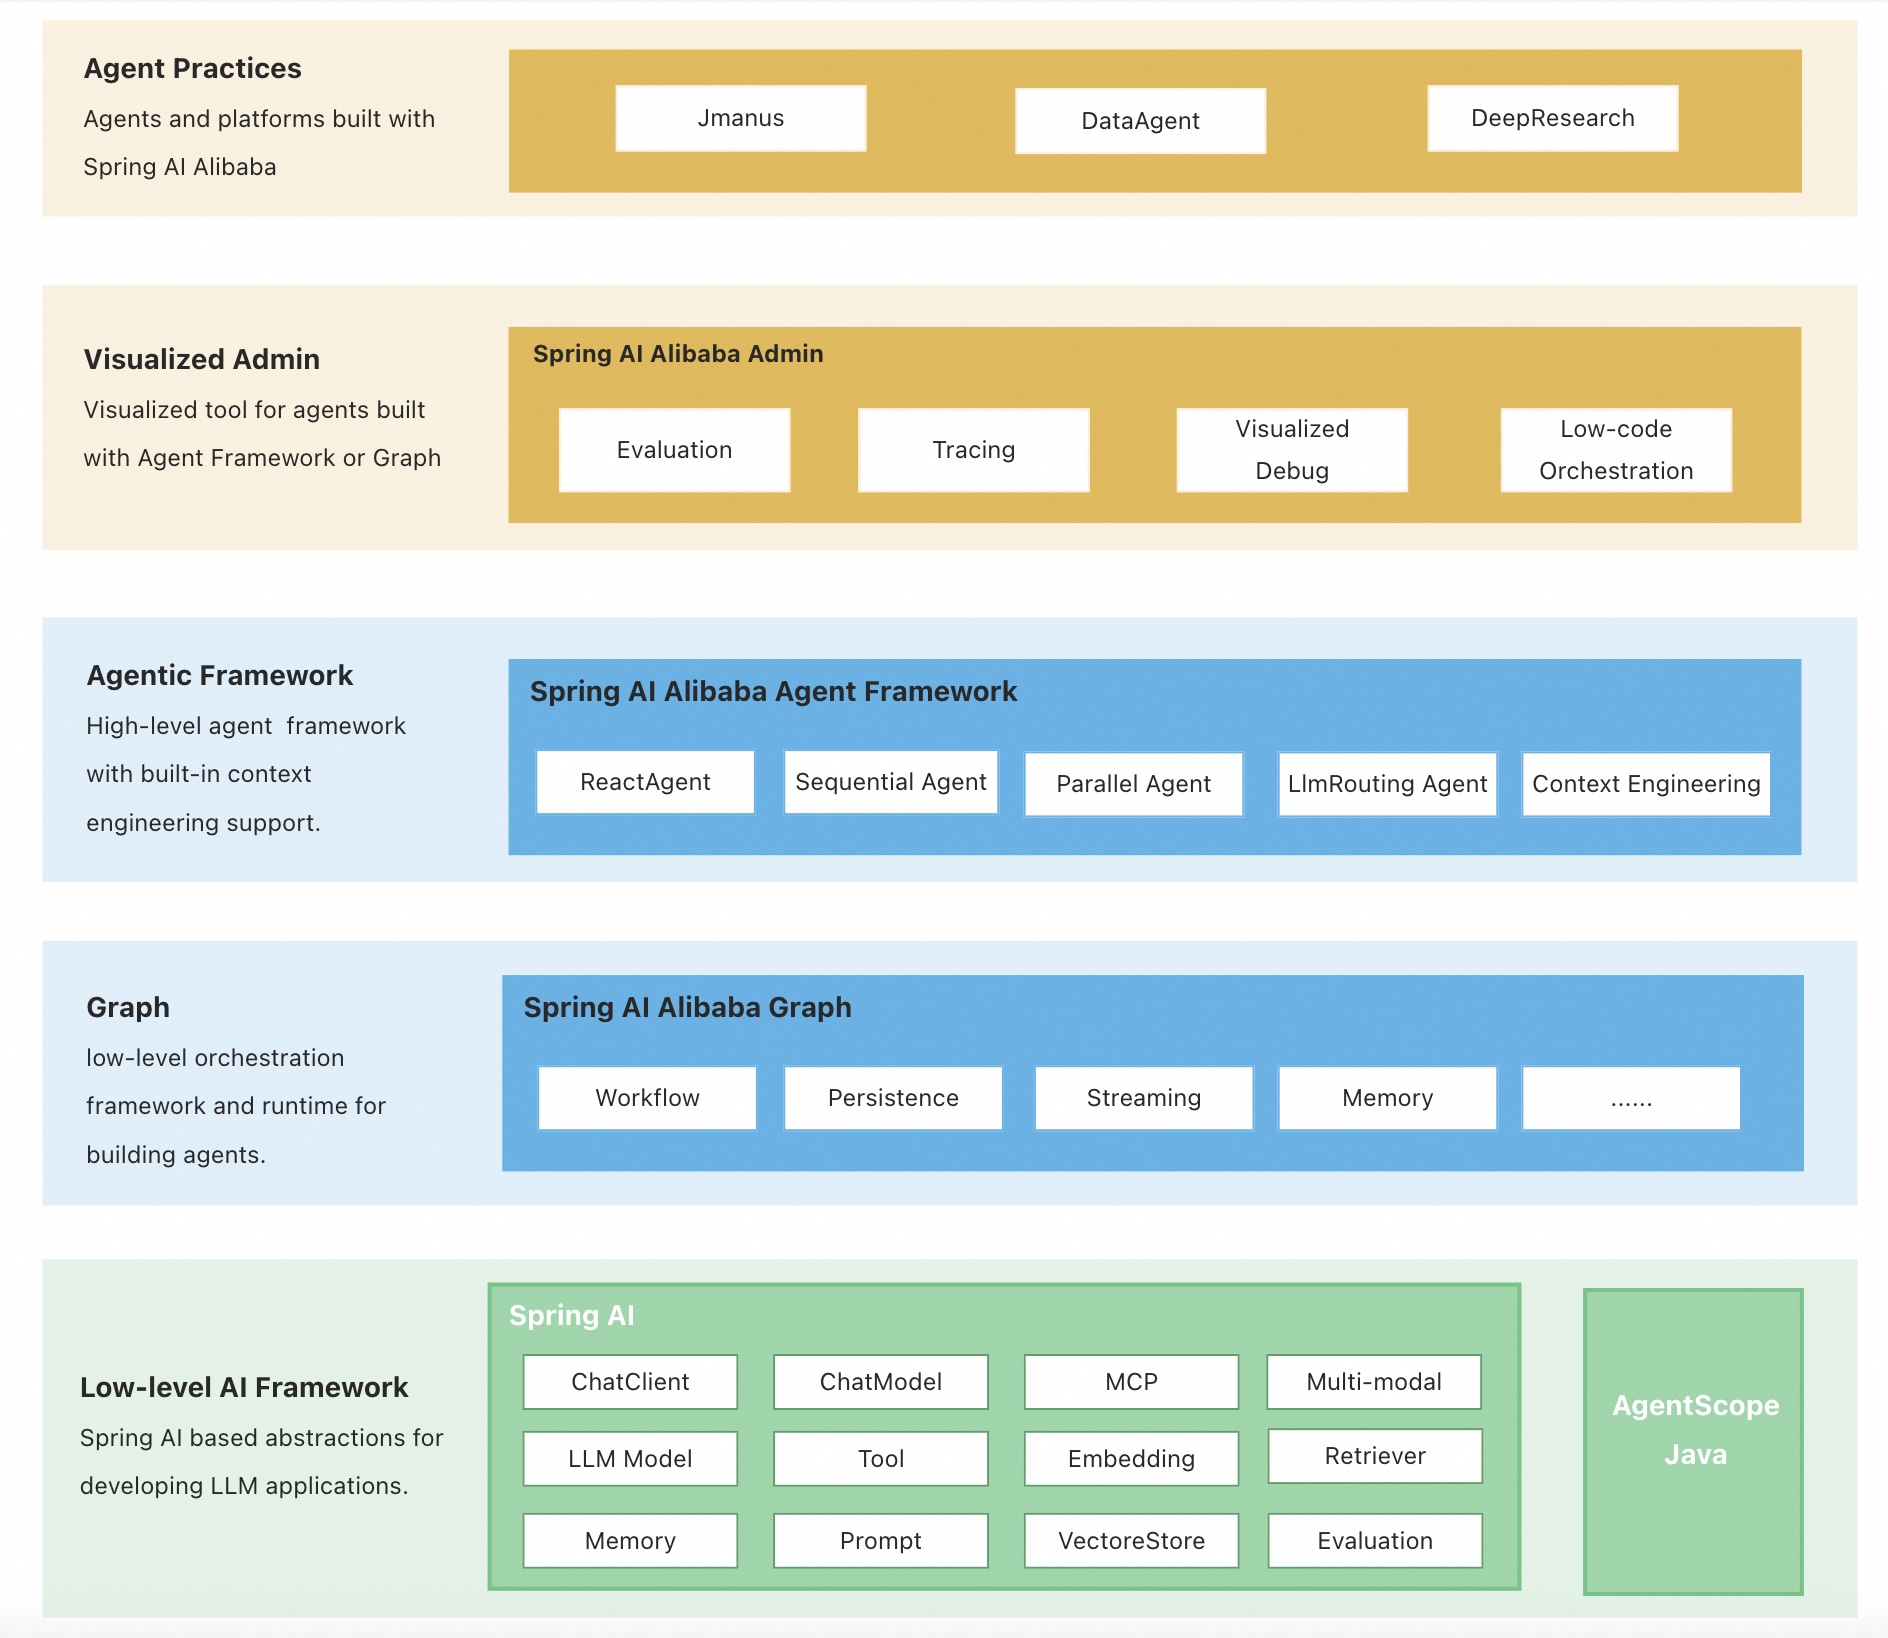 Agent Practices
Agents and platforms built with
Spring AI Alibaba
Jmanus
DataAgent
DeepResearch
Visualized Admin
Visualized tool for agents built
with Agent Framework or Graph
Spring AI Alibaba Admin
Evaluation
Tracing
Visualized
Debug
Low-code
Orchestration
Agentic Framework
High-level agent  framework
with built-in context
engineering support.
Spring AI Alibaba Agent Framework
ReactAgent
Sequential Agent
Parallel Agent
LlmRouting Agent
Context Engineering
Graph
low-level orchestration
framework and runtime for
building agents.
Spring AI Alibaba Graph
Workflow
Persistence
Streaming
Memory
......
Low-level AI Framework
Spring AI based abstractions for
developing LLM applications.
Spring AI
ChatClient
ChatModel
MCP
Multi-modal
LLM Model
Tool
Embedding
Retriever
Memory
Prompt
VectoreStore
Evaluation
AgentScope
Java